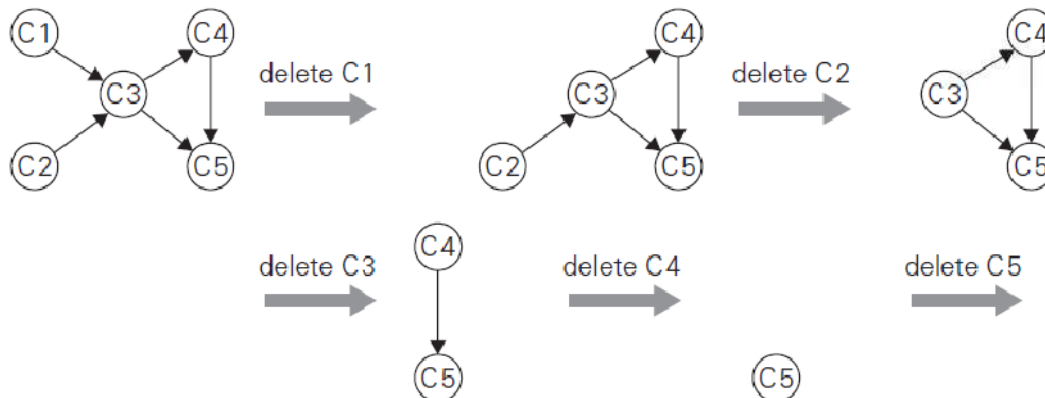 C1 C4 C4 C4
delete C1 delete C2
C3 C3 C3
C2 C5 C2 C5 C5
C4
delete C3 delete C4 delete C5
C5 C5